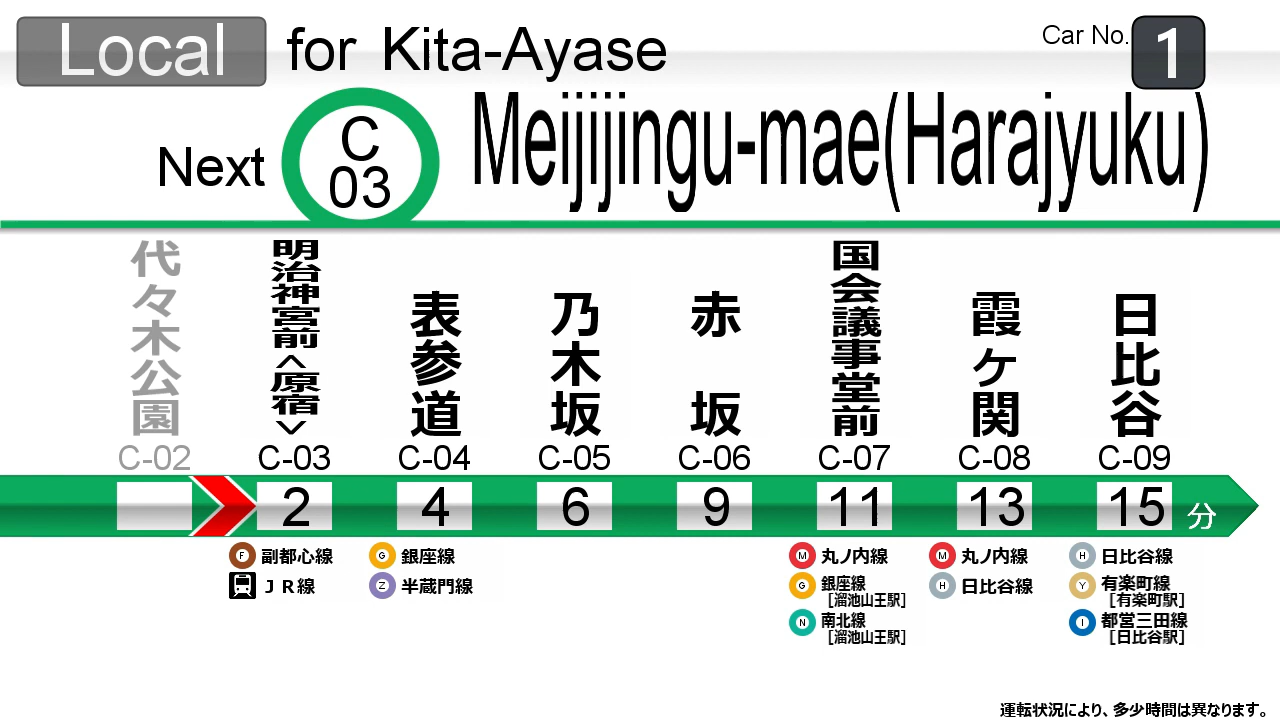 Local for Kita-Ayase
Car No. 1
Next
C
03
Meijijingu-mae(Harajyuku)
代々木公園
明治神宮前<原宿>
表参道
乃木坂
赤坂
国会議事堂前
霞ケ関
日比谷
C-02 C-03 C-04 C-05 C-06 C-07 C-08 C-09
2 4 6 9 11 13 15 分
F 副都心線
JR線
G 銀座線
Z 半蔵門線
M 丸ノ内線
G 銀座線
[溜池山王駅]
N 南北線
[溜池山王駅]
M 丸ノ内線
H 日比谷線
H 日比谷線
Y 有楽町線
[有楽町駅]
I 都営三田線
[日比谷駅]
運転状況により、多少時間は異なります。